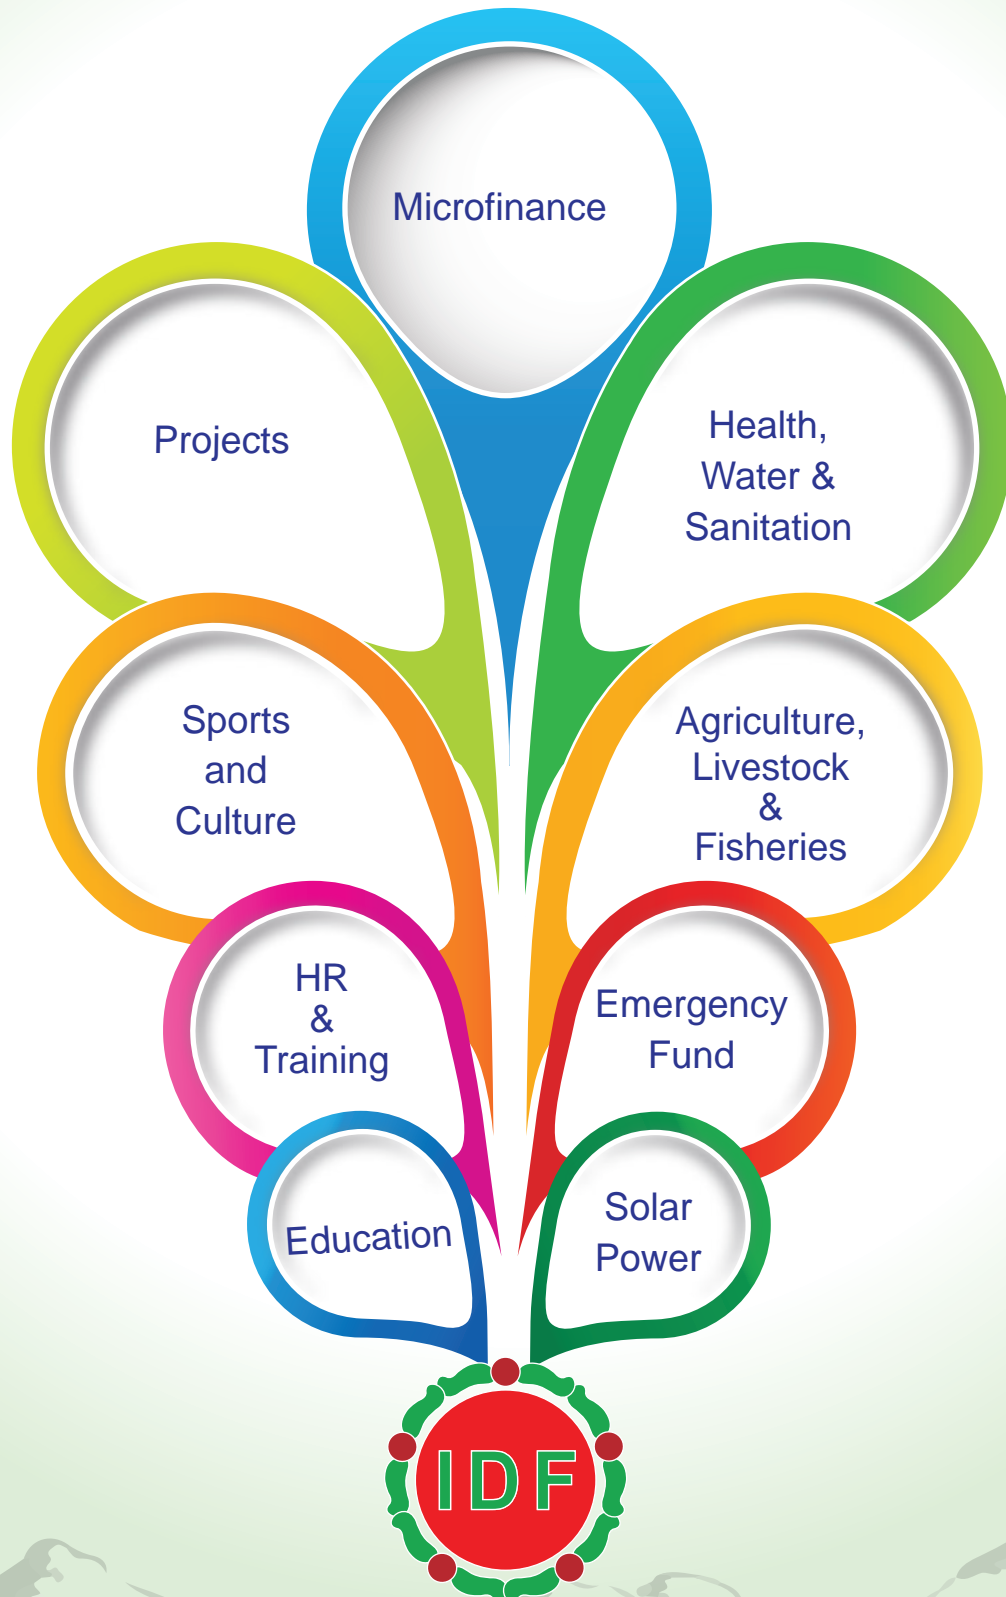 Microfinance
Projects
Health,
Water &
Sanitation
Sports
and
Culture
Agriculture,
Livestock
&
Fisheries
HR
&
Training
Emergency
Fund
Education
Solar
Power
IDF